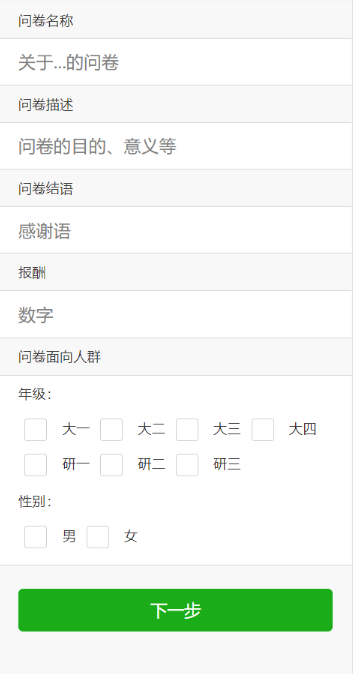 问卷名称
关于...的问卷
问卷描述
问卷的目的、意义等
问卷结语
感谢语
报酬
数字
问卷面向人群
年级：
大一 大二 大三 大四
研一 研二 研三
性别：
男 女
下一步